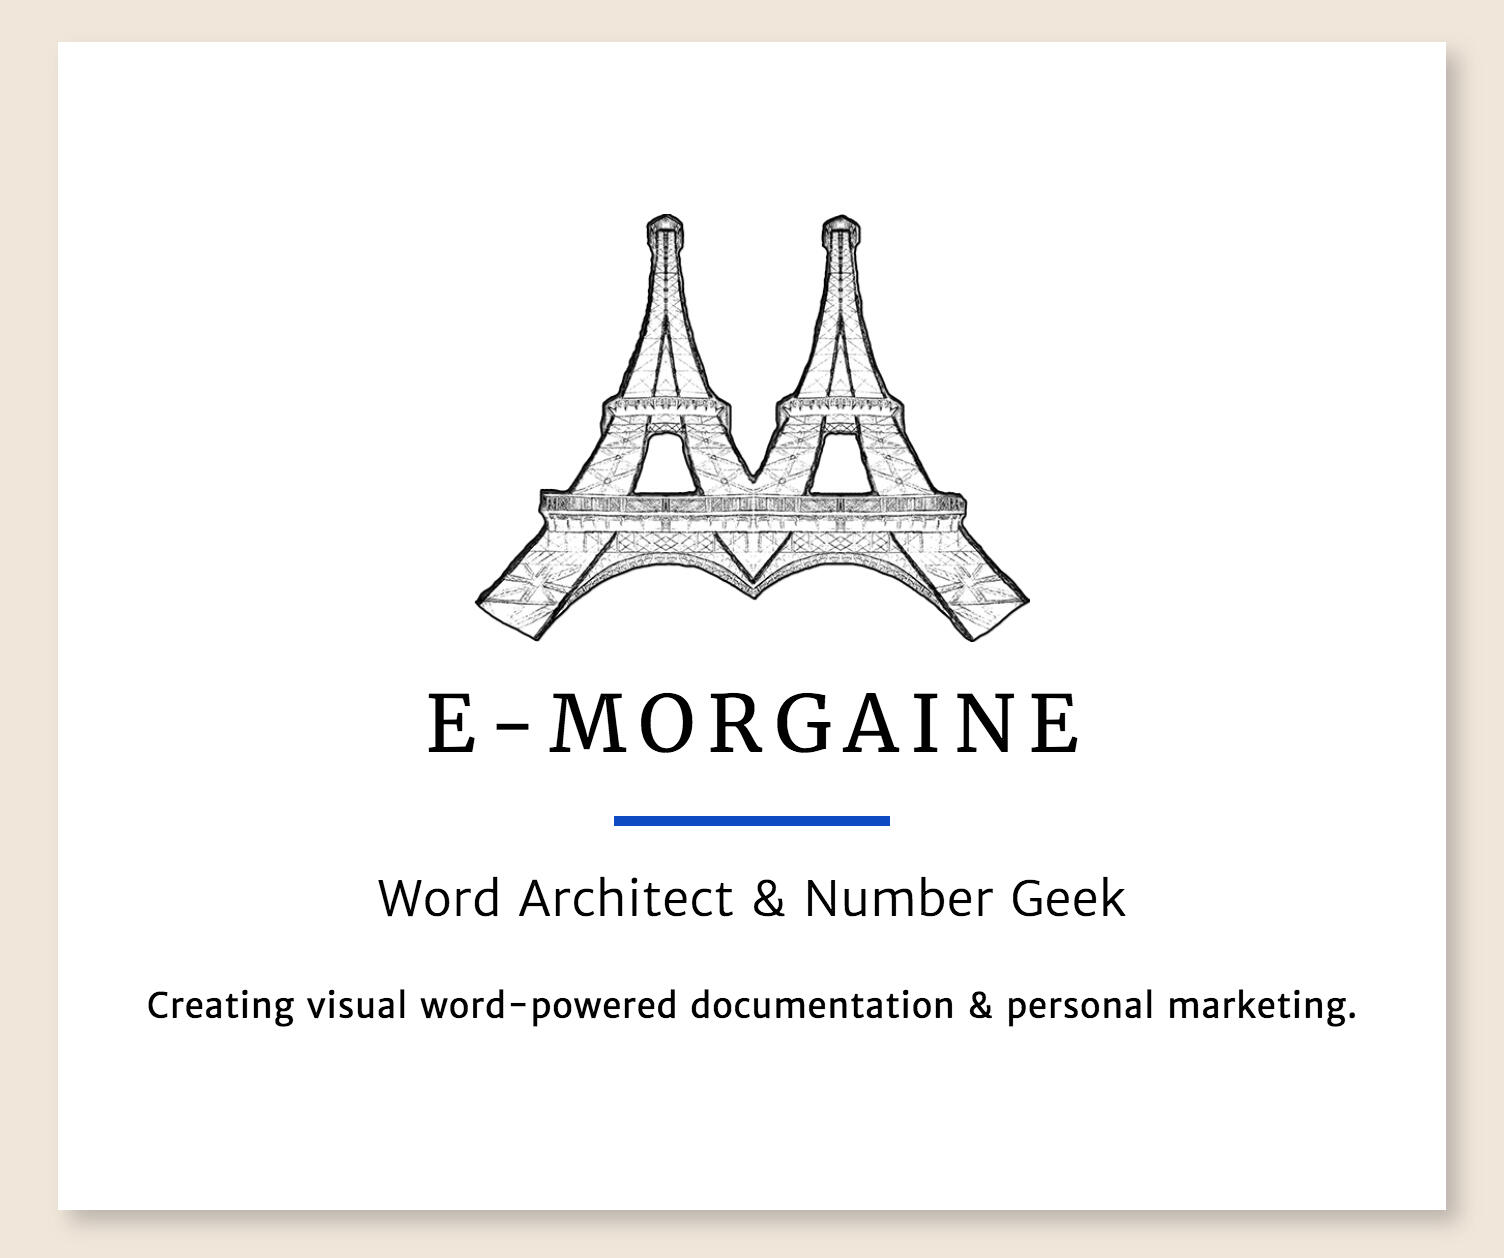 E-MORGAINE
Word Architect & Number Geek
Creating visual word-powered documentation & personal marketing.